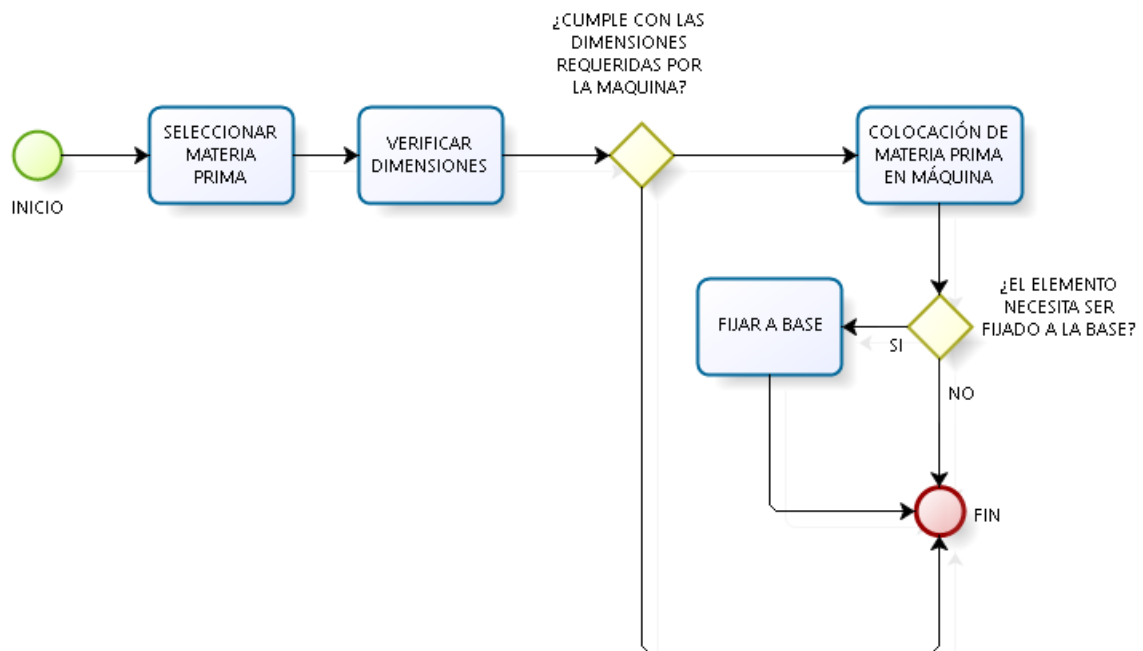 ¿CUMPLE CON LAS
DIMENSIONES
REQUERIDAS POR
LA MAQUINA?
INICIO
SELECCIONAR
MATERIA
PRIMA
VERIFICAR
DIMENSIONES
COLOCACIÓN DE
MATERIA PRIMA
EN MÁQUINA
¿EL ELEMENTO
NECESITA SER
FIJADO A LA BASE?
SI
FIJAR A BASE
NO
FIN